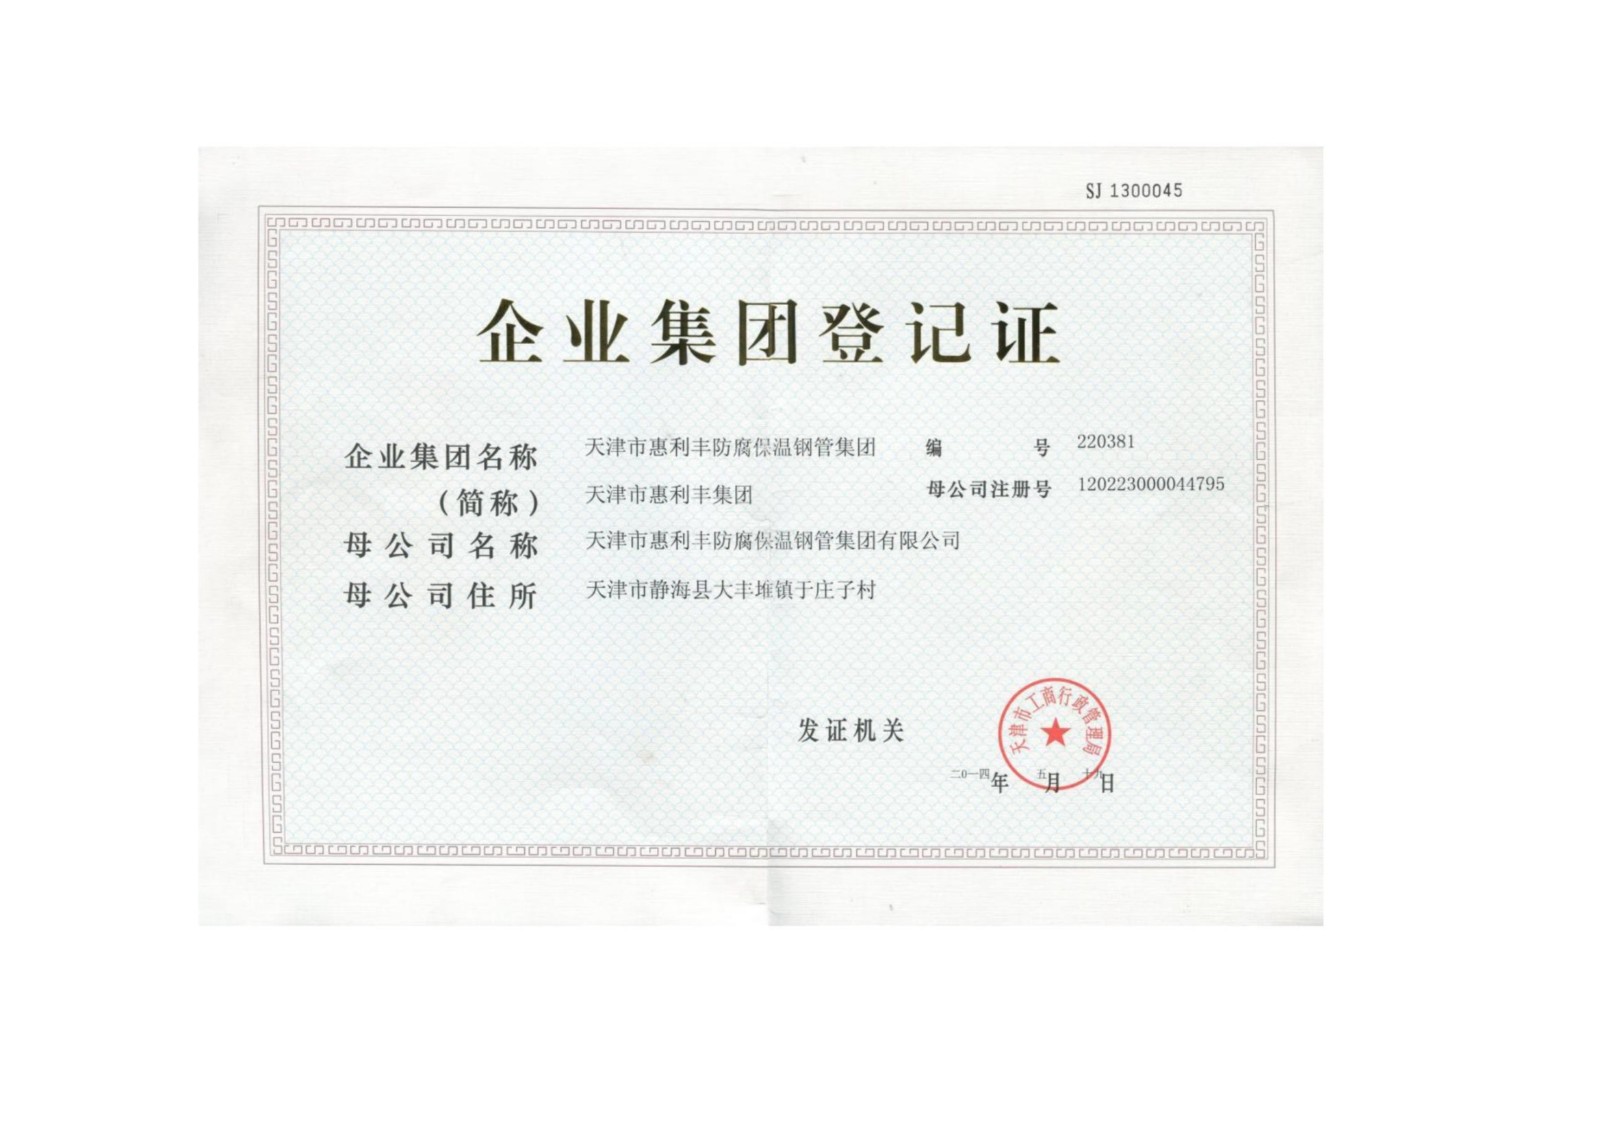 SJ 1300045
企业集团登记证
企业集团名称 天津市惠利丰防腐保温钢管集团 编号 220381
（简称） 天津市惠利丰集团 母公司注册号 120223000044795
母公司名称 天津市惠利丰防腐保温钢管集团有限公司
母公司住所 天津市静海县大丰堆镇于庄子村
天津市工商行政管理局
发证机关
二0一四年五月十九日